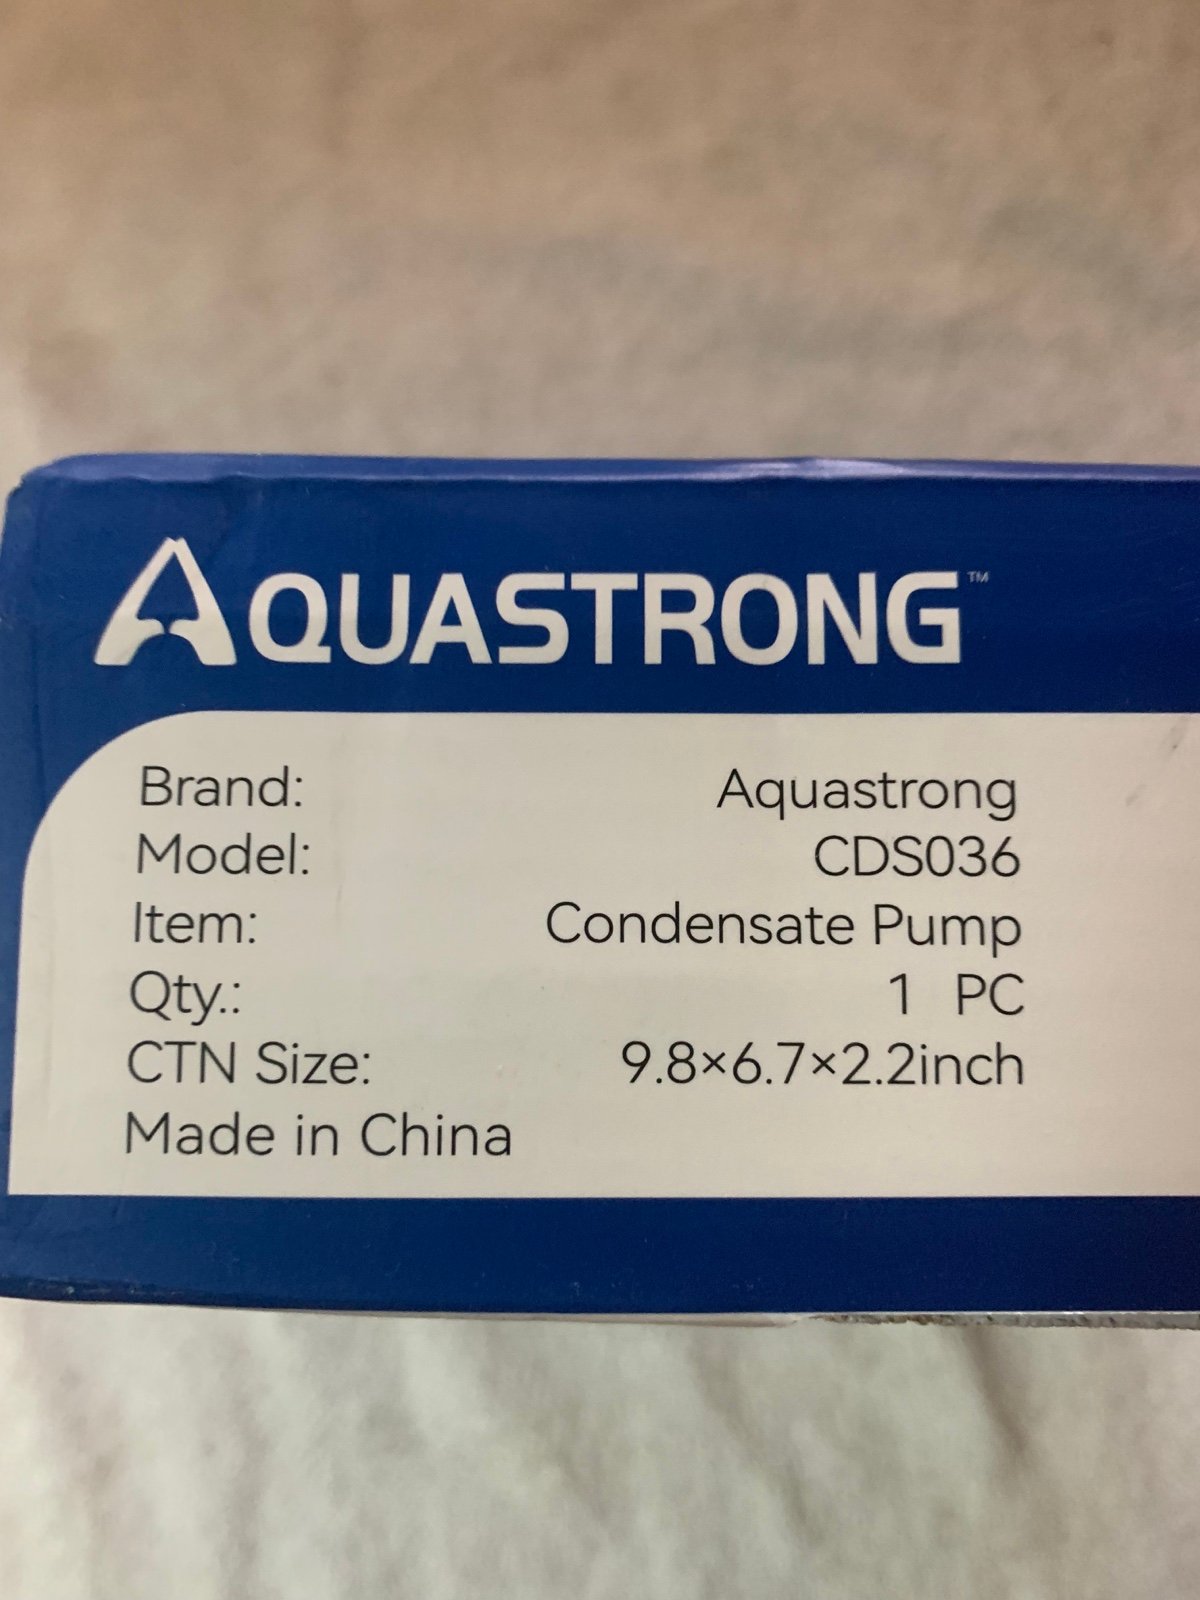 AQUASTRONG™
Brand: Aquastrong
Model: CDS036
Item: Condensate Pump
Qty.: 1 PC
CTN Size: 9.8×6.7×2.2inch
Made in China